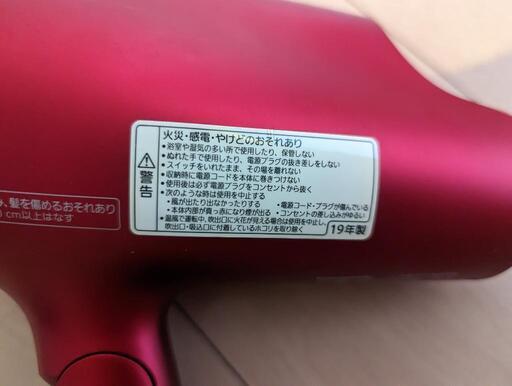 火災・感電・やけどのおそれあり
警告
•浴室や湿気の多い所で使用したり、保管しない
•ぬれた手で使用したり、電源プラグの抜き差しをしない
•スイッチをいれたまま、その場を離れない
•収納時に電源コードを本体に巻きつけない
•使用後は必ず電源プラグをコンセントから抜く
•次のような時は使用を中止する
•風が出たり出なかったりする •電源コード・プラグが傷んでいる
•本体内部が真っ赤になり煙が出る •コンセントの差し込みがゆるい
•温風で運転中、吹出口に火花が見える場合は使用を中止し、
吹出口・吸込口に付着しているホコリを取り除く
19年製
、髪を傷めるおそれあり
cm以上はなす